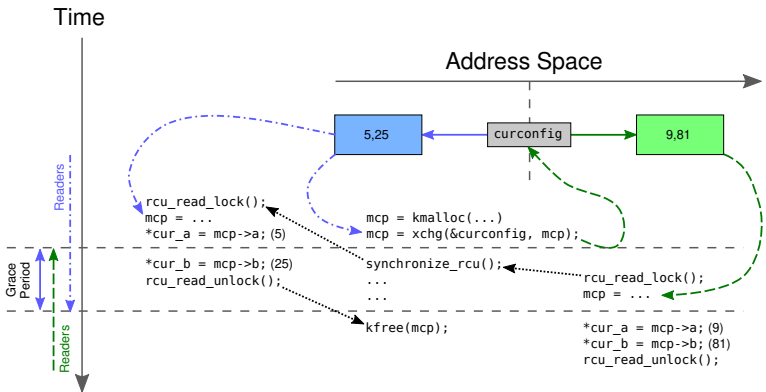 Time
Address Space
5,25
curconfig
9,81
Readers
rcu_read_lock();
mcp = ...
*cur_a = mcp->a; (5)
mcp = kmalloc(...)
mcp = xchg(&curconfig, mcp);
Grace
Period
*cur_b = mcp->b; (25)
rcu_read_unlock();
synchronize_rcu();
...
...
rcu_read_lock();
mcp = ...
Readers
kfree(mcp);
*cur_a = mcp->a; (9)
*cur_b = mcp->b; (81)
rcu_read_unlock();